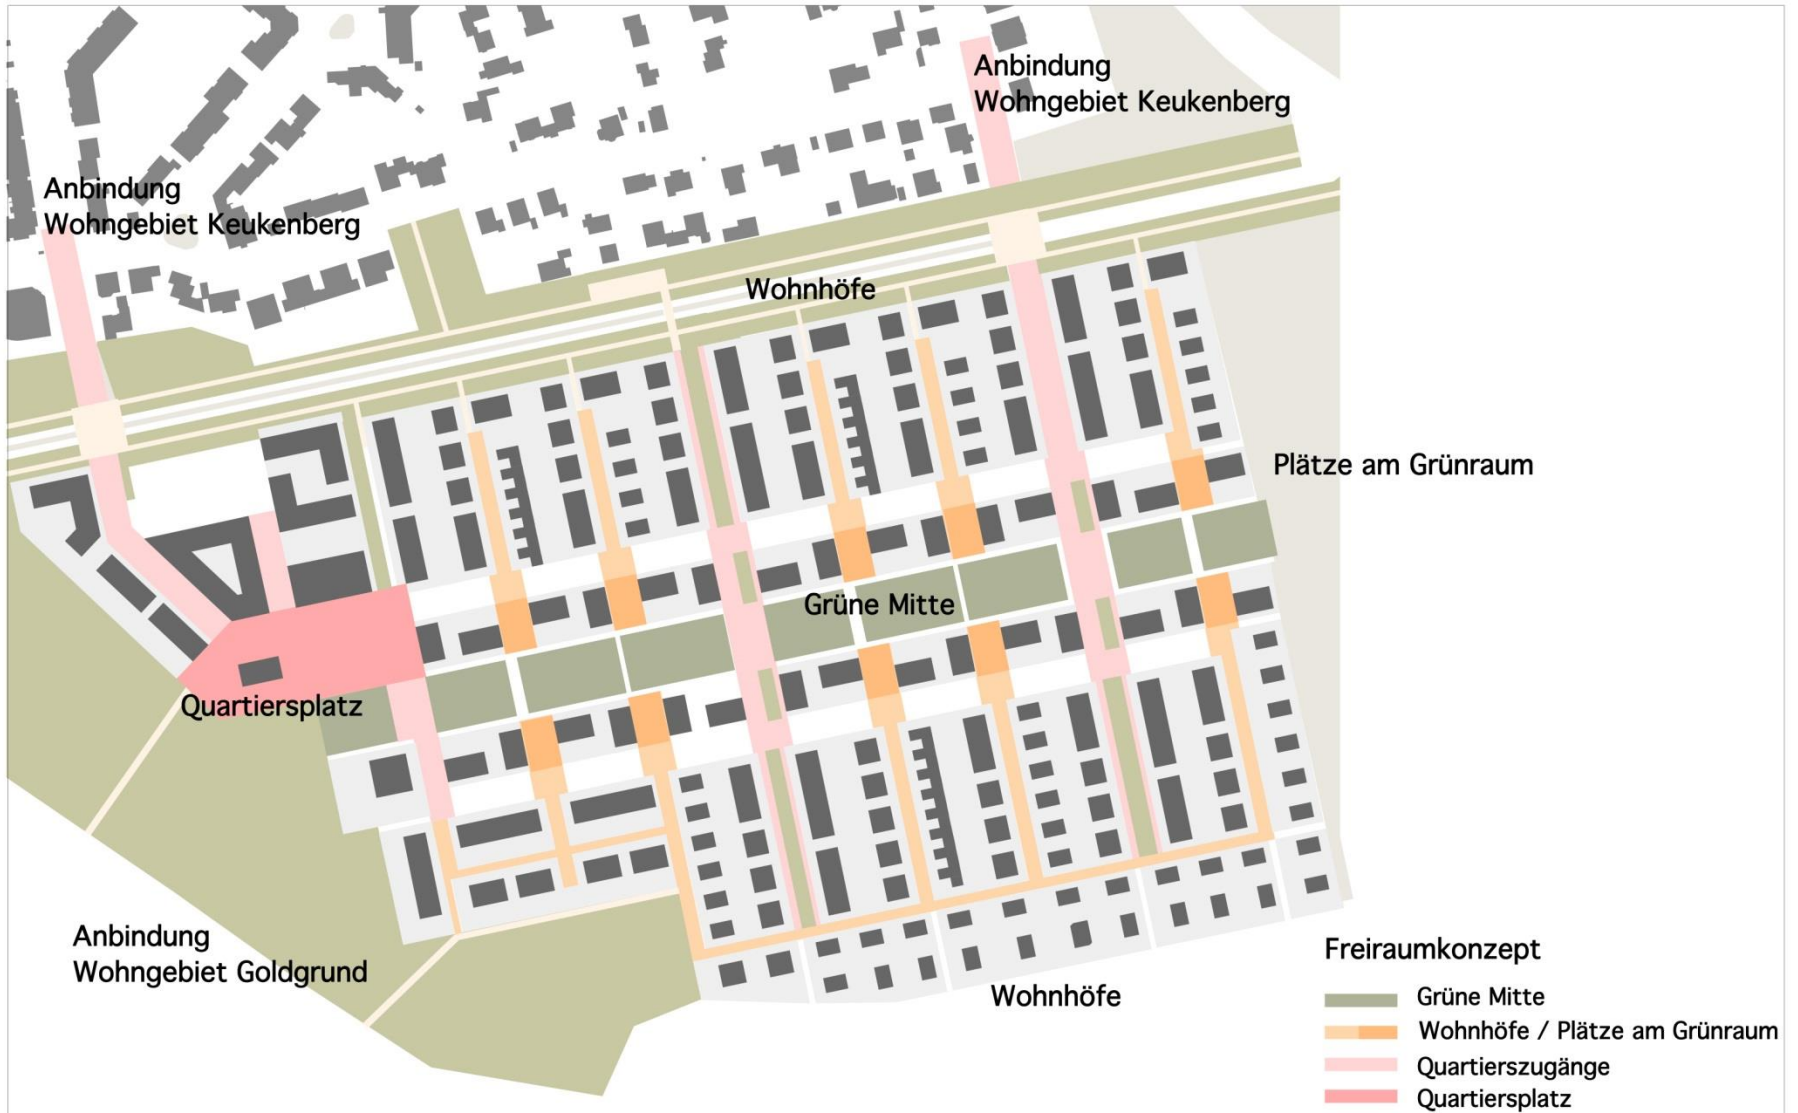 Anbindung
Wohngebiet Keukenberg
Anbindung
Wohngebiet Keukenberg
Wohnhöfe
Plätze am Grünraum
Grüne Mitte
Quartiersplatz
Anbindung
Wohngebiet Goldgrund
Wohnhöfe
Freiraumkonzept
Grüne Mitte
Wohnhöfe / Plätze am Grünraum
Quartierszugänge
Quartiersplatz